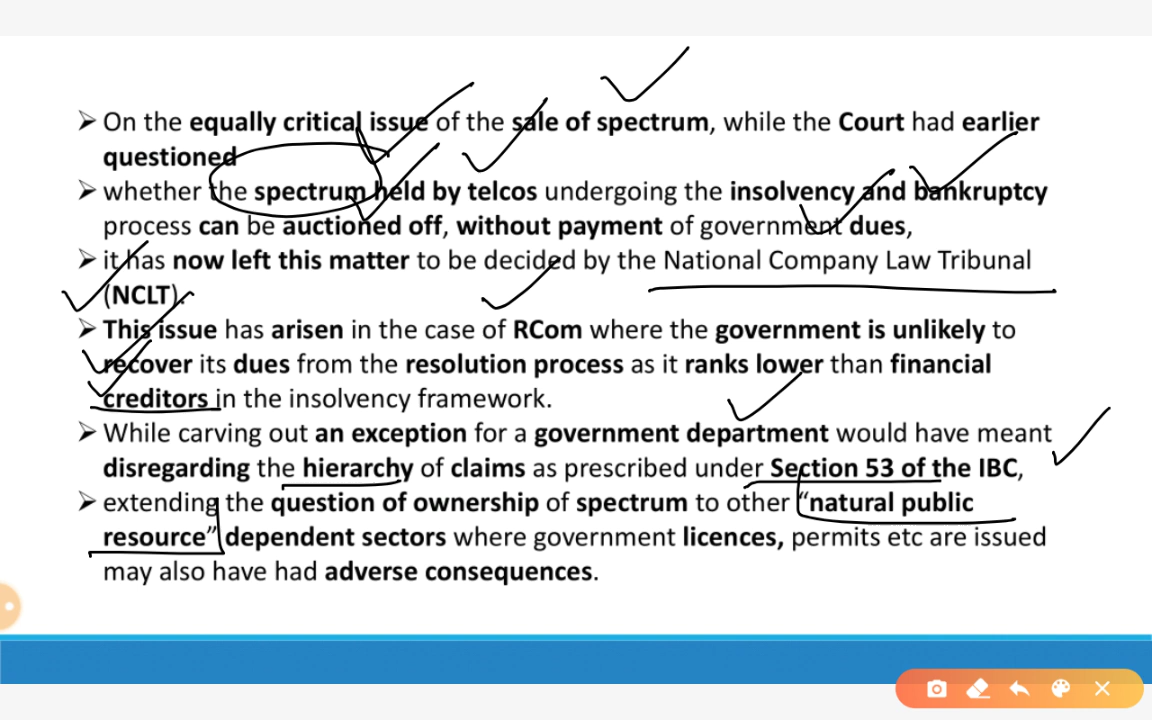 ➤ On the equally critical issue of the sale of spectrum, while the Court had earlier
questioned
➤ whether the spectrum held by telcos undergoing the insolvency and bankruptcy
process can be auctioned off, without payment of government dues,
➤ it has now left this matter to be decided by the National Company Law Tribunal
(NCLT).
➤ This issue has arisen in the case of RCom where the government is unlikely to
recover its dues from the resolution process as it ranks lower than financial
creditors in the insolvency framework.
➤ While carving out an exception for a government department would have meant
disregarding the hierarchy of claims as prescribed under Section 53 of the IBC,
➤ extending the question of ownership of spectrum to other “natural public
resource” dependent sectors where government licences, permits etc are issued
may also have had adverse consequences.